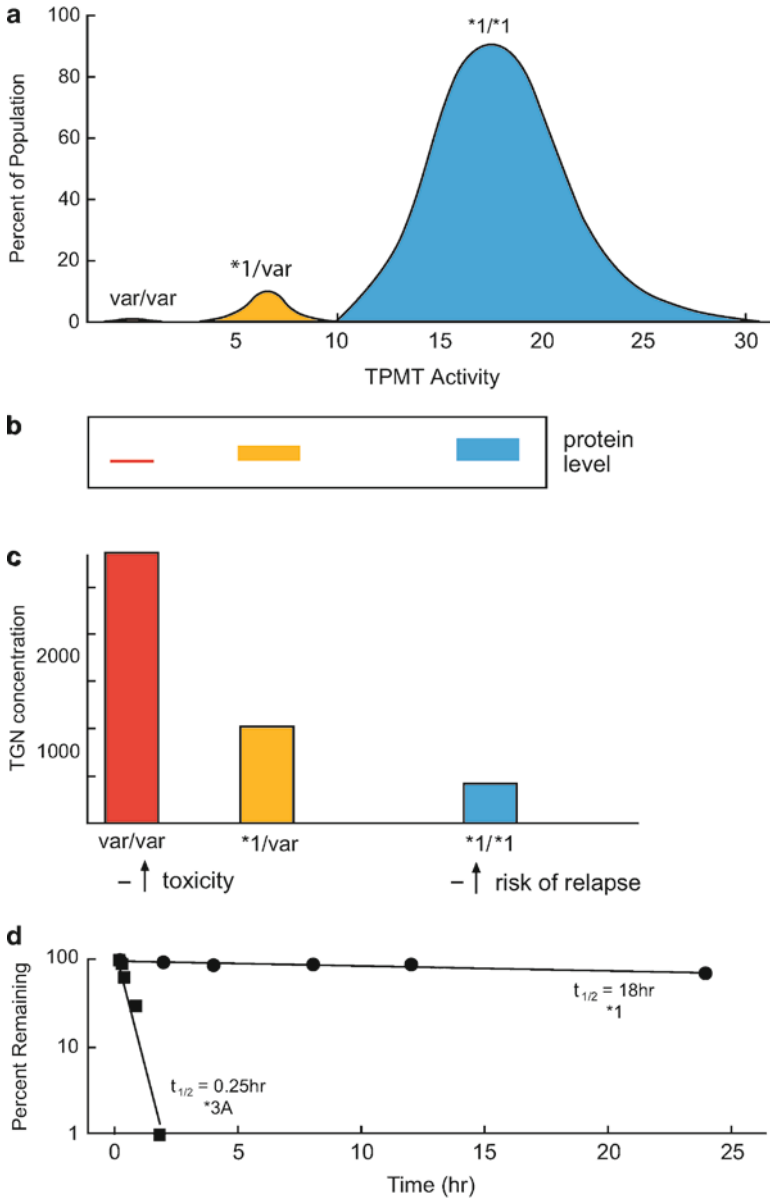 a
Percent of Population
100
80
60
40
20
0
var/var
*1/var
*1/*1
5
10
15
20
25
30
TPMT Activity
b
protein
level
c
TGN concentration
2000
1000
var/var
*1/var
*1/*1
– ↑ toxicity
– ↑ risk of relapse
d
Percent Remaining
100
10
1
t1/2 = 18hr
*1
t1/2 = 0.25hr
*3A
0
5
10
15
20
25
Time (hr)